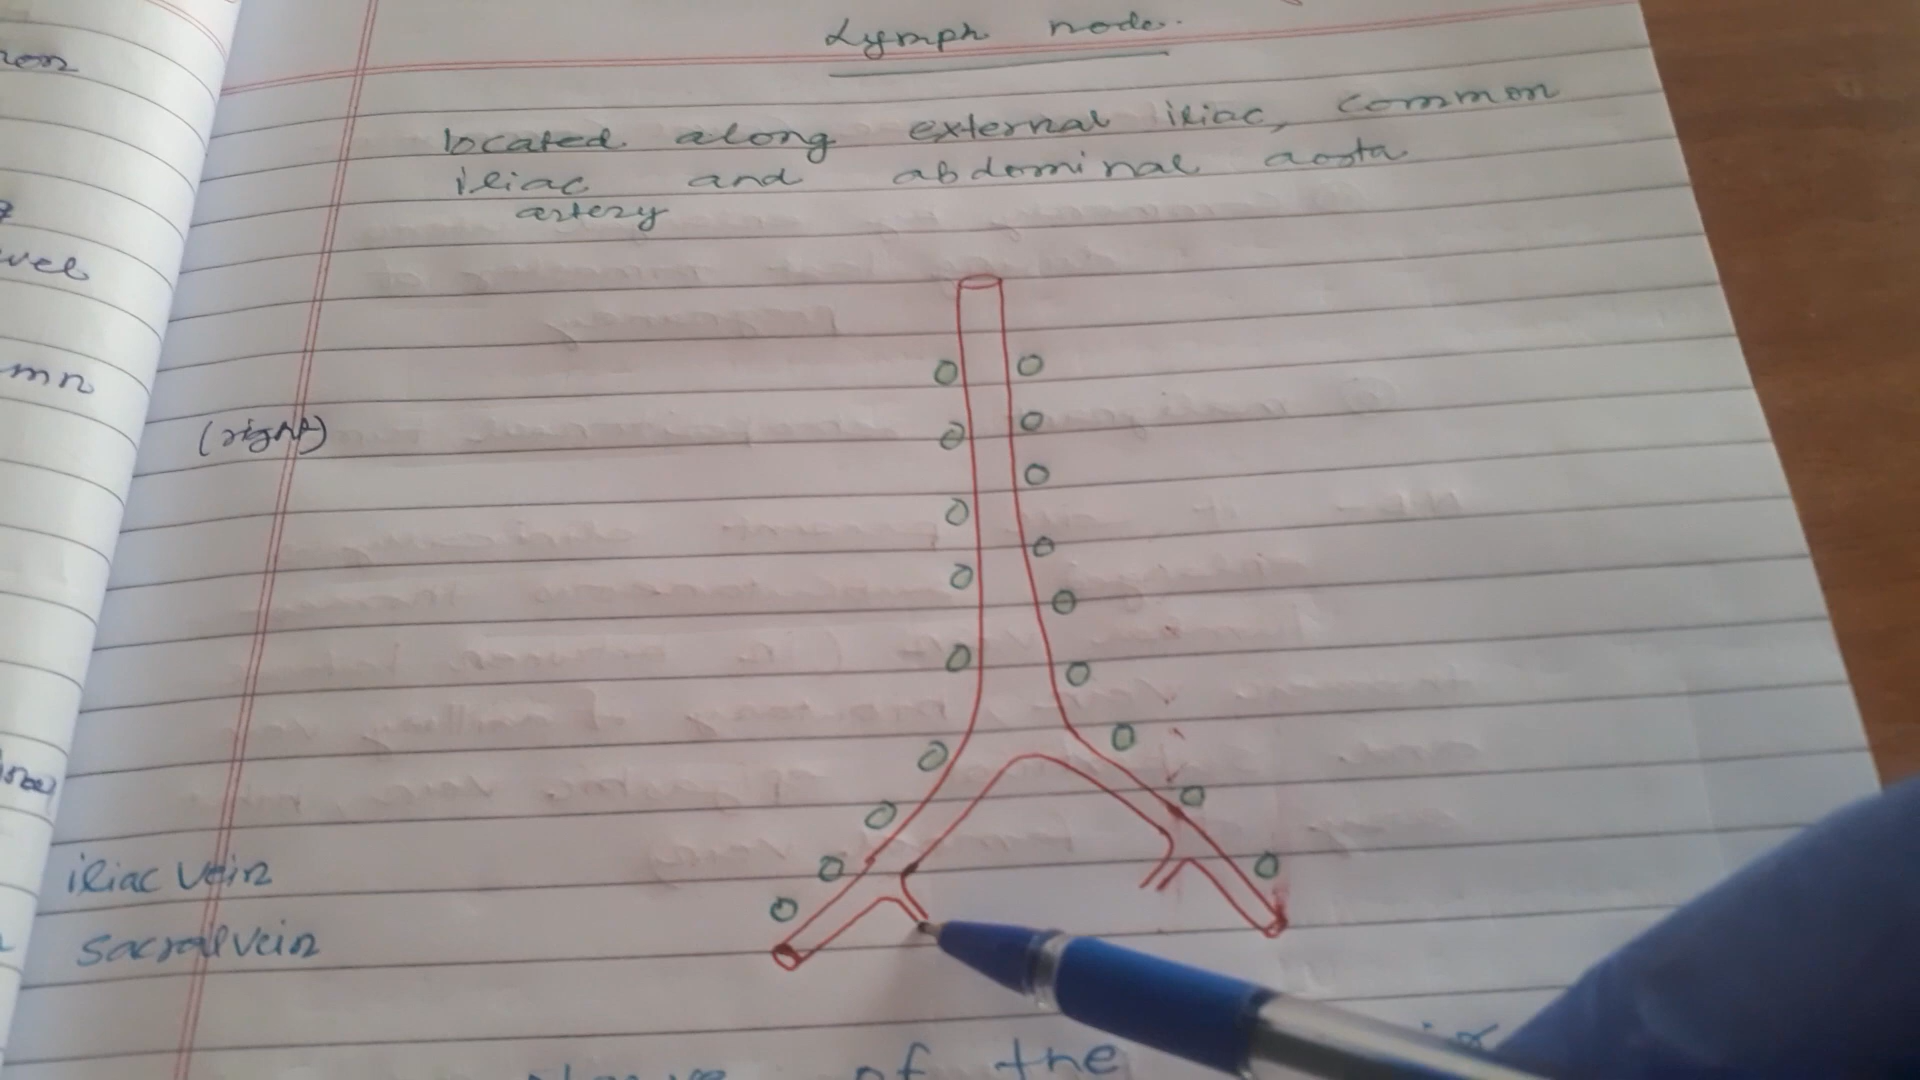 Lymph node.
located along external iliac, common
iliac and abdominal aorta
artery
(right)
iliac vein
sacral vein
of the